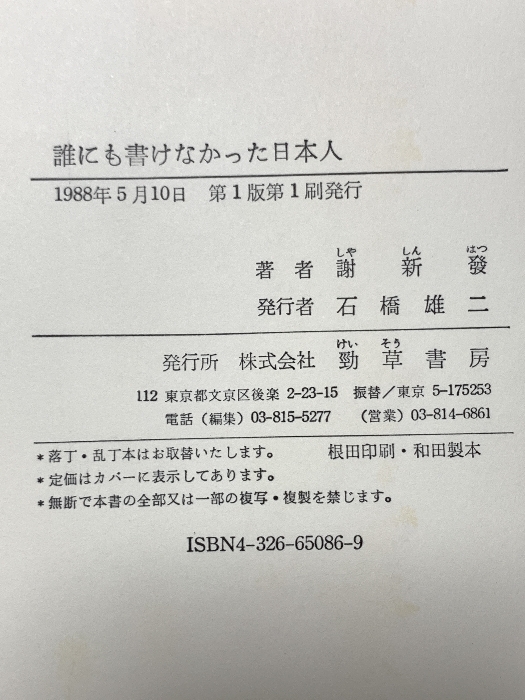 誰にも書けなかった日本人
1988年5月10日　第1版第1刷発行
しや　しん　はつ
著者　謝　新　發
発行者　石橋雄二
けい　そう
発行所　株式会社　勁草書房
112 東京都文京区後楽 2-23-15　振替／東京 5-175253
電話（編集）03-815-5277　（営業）03-814-6861
＊落丁・乱丁本はお取替いたします。　根田印刷・和田製本
＊定価はカバーに表示してあります。
＊無断で本書の全部又は一部の複写・複製を禁じます。
ISBN4-326-65086-9